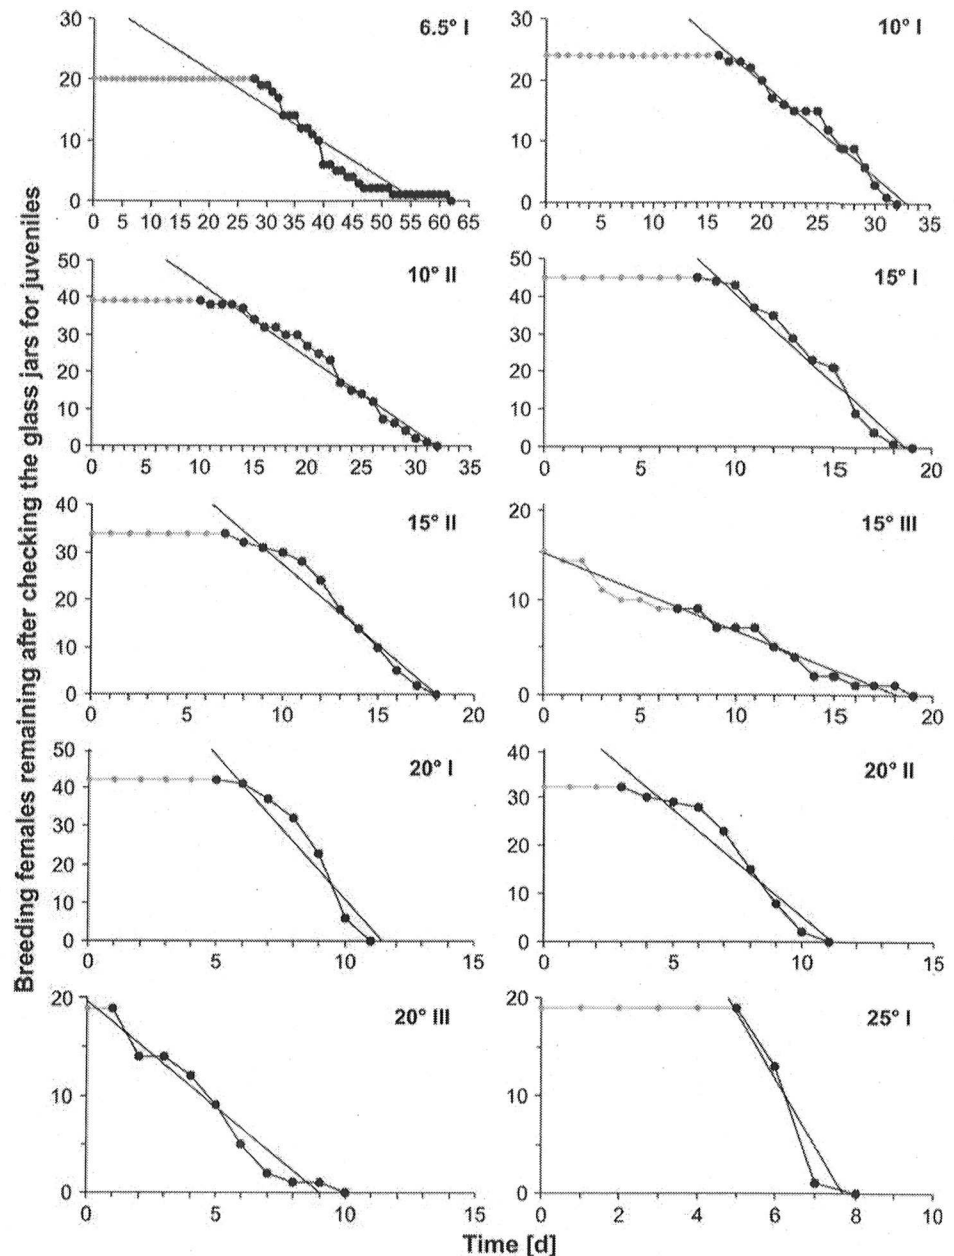 Breeding females remaining after checking the glass jars for juveniles
6.5° I
30
20
10
0
0 5 10 15 20 25 30 35 40 45 50 55 60 65
10° I
30
20
10
0
0 5 10 15 20 25 30 35
10° II
50
40
30
20
10
0
0 5 10 15 20 25 30 35
15° I
50
40
30
20
10
0
0 5 10 15 20
15° II
40
30
20
10
0
0 5 10 15 20
15° III
20
10
0
0 5 10 15 20
20° I
50
40
30
20
10
0
0 5 10 15
20° II
40
30
20
10
0
0 5 10 15
20° III
20
10
0
0 5 10 15
25° I
20
10
0
0 2 4 6 8 10
Time [d]